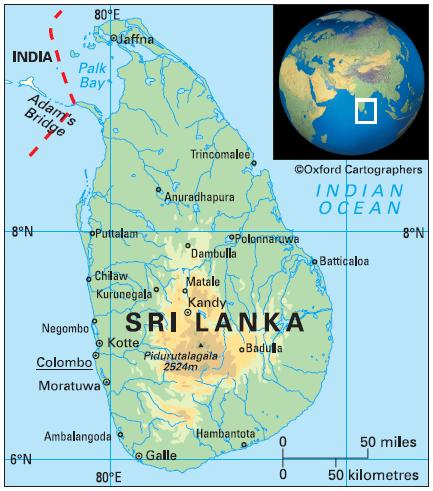 80°E
Jaffna
INDIA
Palk
Bay
Adam's
Bridge
Trincomalee
©Oxford Cartographers
INDIAN
OCEAN
Anuradhapura
8°N
Puttalam
Polonnaruwa
8°N
Dambulla
Batticaloa
Chilaw
Matale
Kurunegala
Kandy
SRI LANKA
Negombo
Kotte
Colombo
Pidurutalagala
2524m
Badulla
Moratuwa
Ambalangoda
Hambantota
0 50 miles
Galle
6°N
80°E
0 50 kilometres